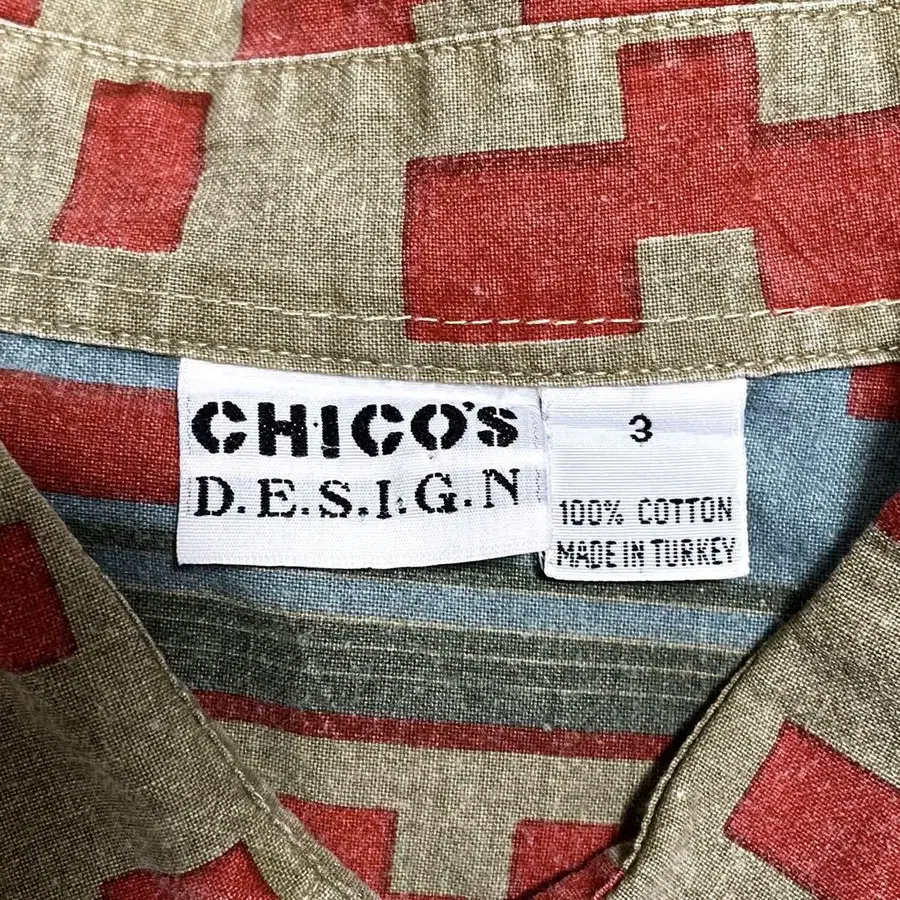 CHICO'S
D.E.S.I.G.N
3
100% COTTON
MADE IN TURKEY